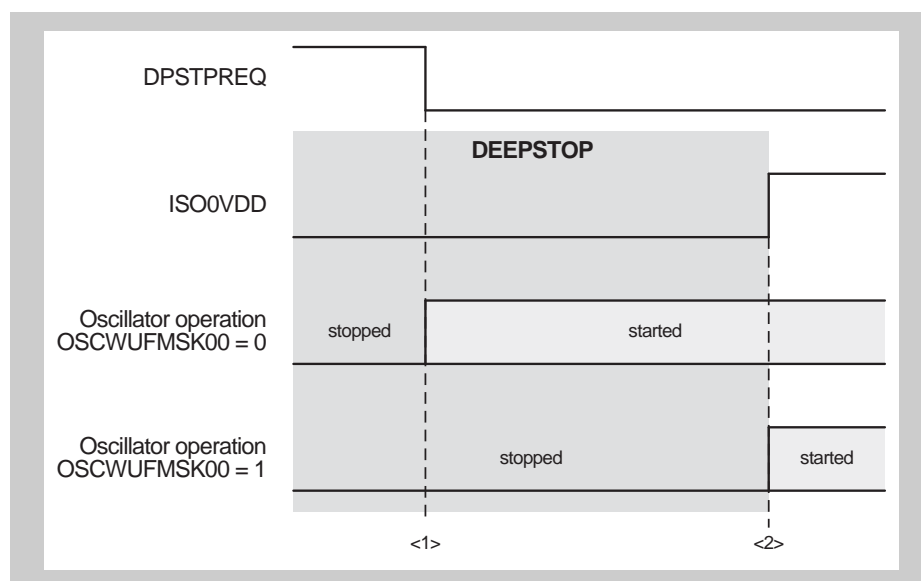 DPSTPREQ
DEEPSTOP
ISO0VDD
Oscillator operation
OSCWUFMSK00 = 0
stopped
started
Oscillator operation
OSCWUFMSK00 = 1
stopped
started
<1>
<2>